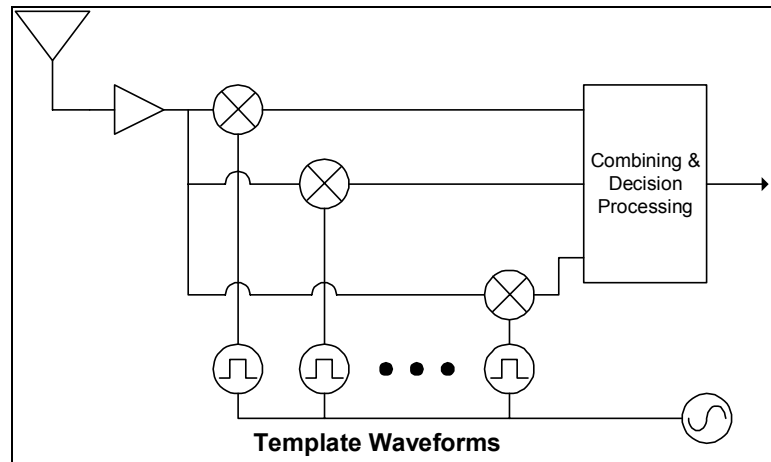 Combining &
Decision
Processing
Template Waveforms